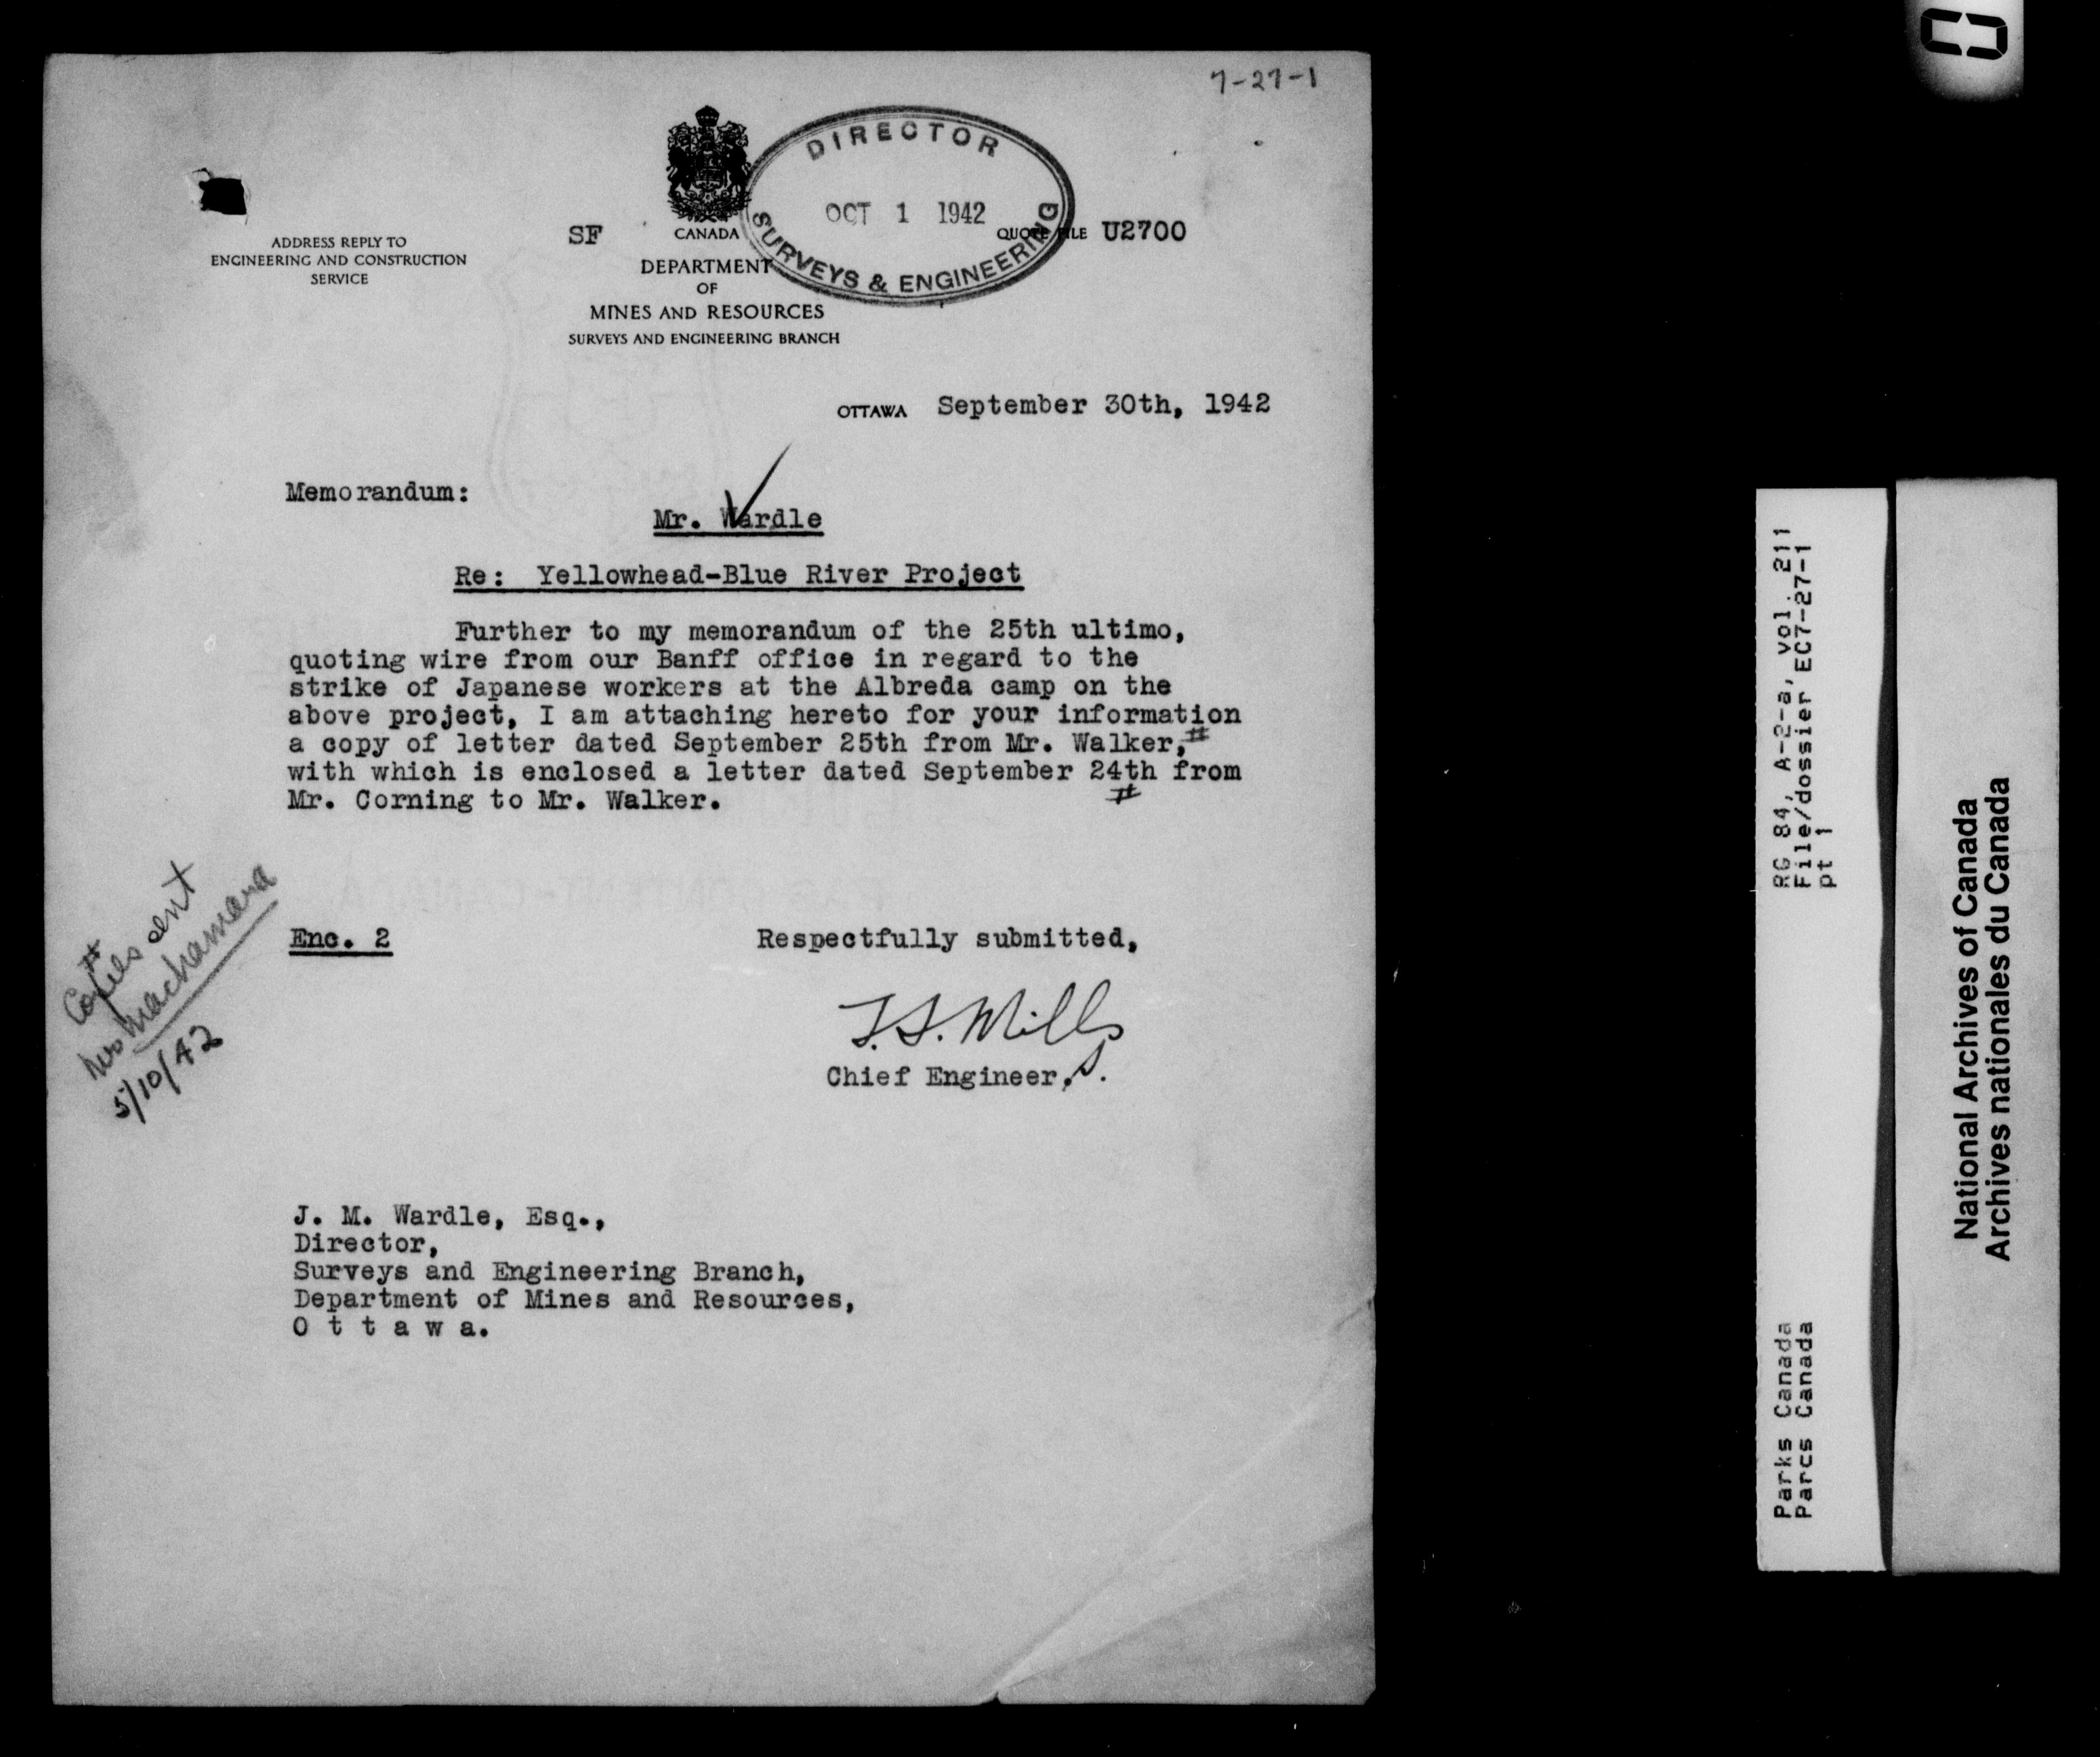 7-27-1
DIRECTOR
OCT 1 1942
SURVEYS & ENGINEERING
ADDRESS REPLY TO
ENGINEERING AND CONSTRUCTION
SERVICE
SF
CANADA
QUOTE FILE U2700
DEPARTMENT
OF
MINES AND RESOURCES
SURVEYS AND ENGINEERING BRANCH
OTTAWA September 30th, 1942
Memorandum:
Mr. Wardle
Re: Yellowhead-Blue River Project
Further to my memorandum of the 25th ultimo,
quoting wire from our Banff office in regard to the
strike of Japanese workers at the Albreda camp on the
above project, I am attaching hereto for your information
a copy of letter dated September 25th from Mr. Walker,#
with which is enclosed a letter dated September 24th from
Mr. Corning to Mr. Walker. #
#
Copies sent
Macnamara
5/10/42
Enc. 2
Respectfully submitted,
T.S. Mills
Chief Engineer.
J. M. Wardle, Esq.,
Director,
Surveys and Engineering Branch,
Department of Mines and Resources,
O t t a w a.
RG 84, A-2-a, vol. 211
File/dossier EC7-27-1
pt 1
Parks Canada
Parcs Canada
National Archives of Canada
Archives nationales du Canada